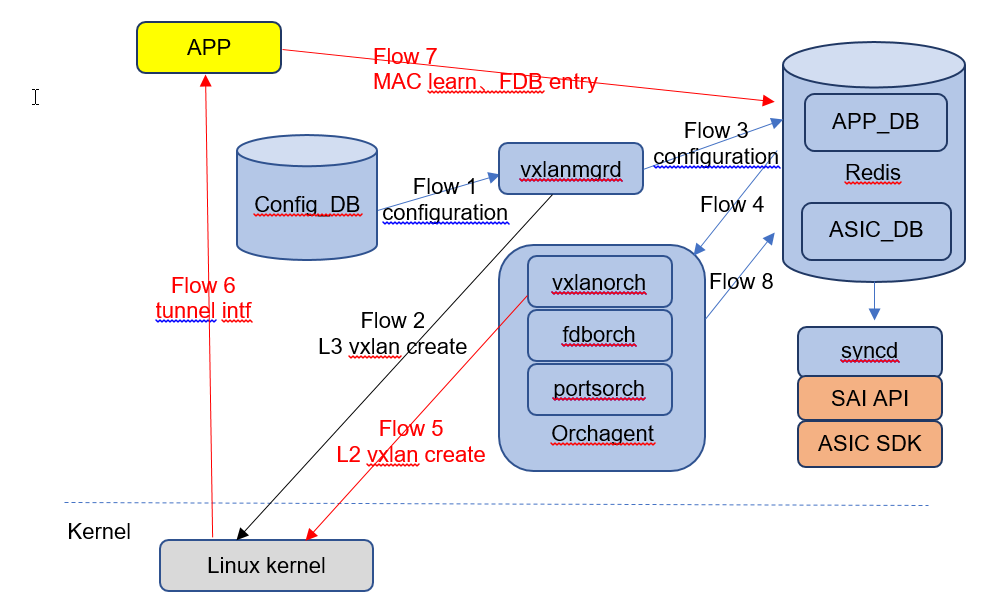 APP
Flow 7
MAC learn、FDB entry
APP_DB
Flow 3
configuration
vxlanmgrd
Redis
Config_DB
Flow 1
configuration
Flow 4
ASIC_DB
vxlanorch
Flow 8
Flow 6
tunnel intf
Flow 2
L3 vxlan create
fdborch
syncd
portsorch
SAI API
Flow 5
L2 vxlan create
Orchagent
ASIC SDK
Kernel
Linux kernel